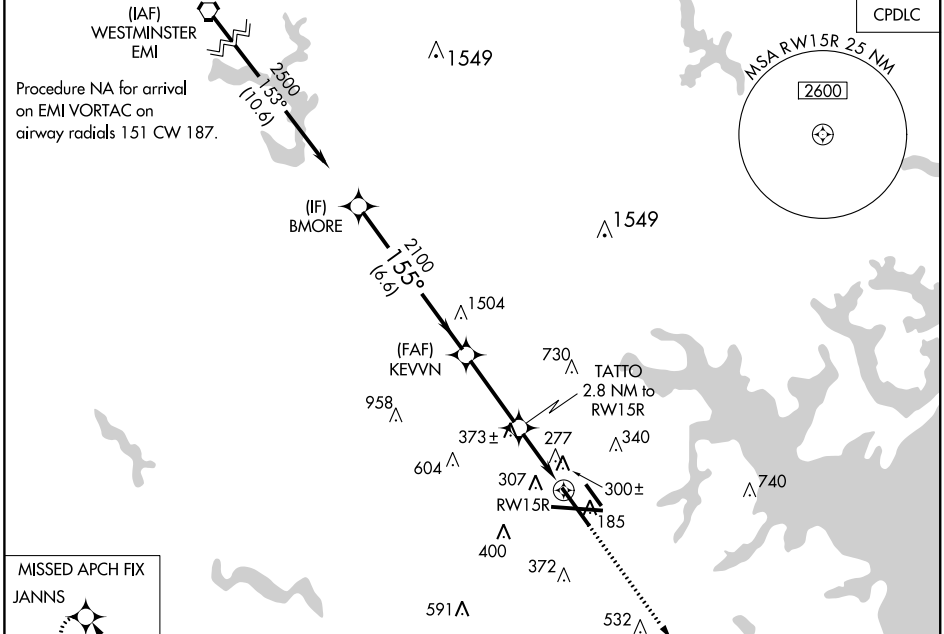 (IAF)
WESTMINSTER
EMI
CPDLC
1549
MSA RW15R 25 NM
2600
Procedure NA for arrival
on EMI VORTAC on
airway radials 151 CW 187.
2500
153°
(10.6)
(IF)
BMORE
1549
2100
155°
(6.6)
1504
(FAF)
KEVVN
730
TATTO
2.8 NM to
RW15R
958
373±
277
340
604
307
300±
740
RW15R
185
400
372
MISSED APCH FIX
JANNS
591
532